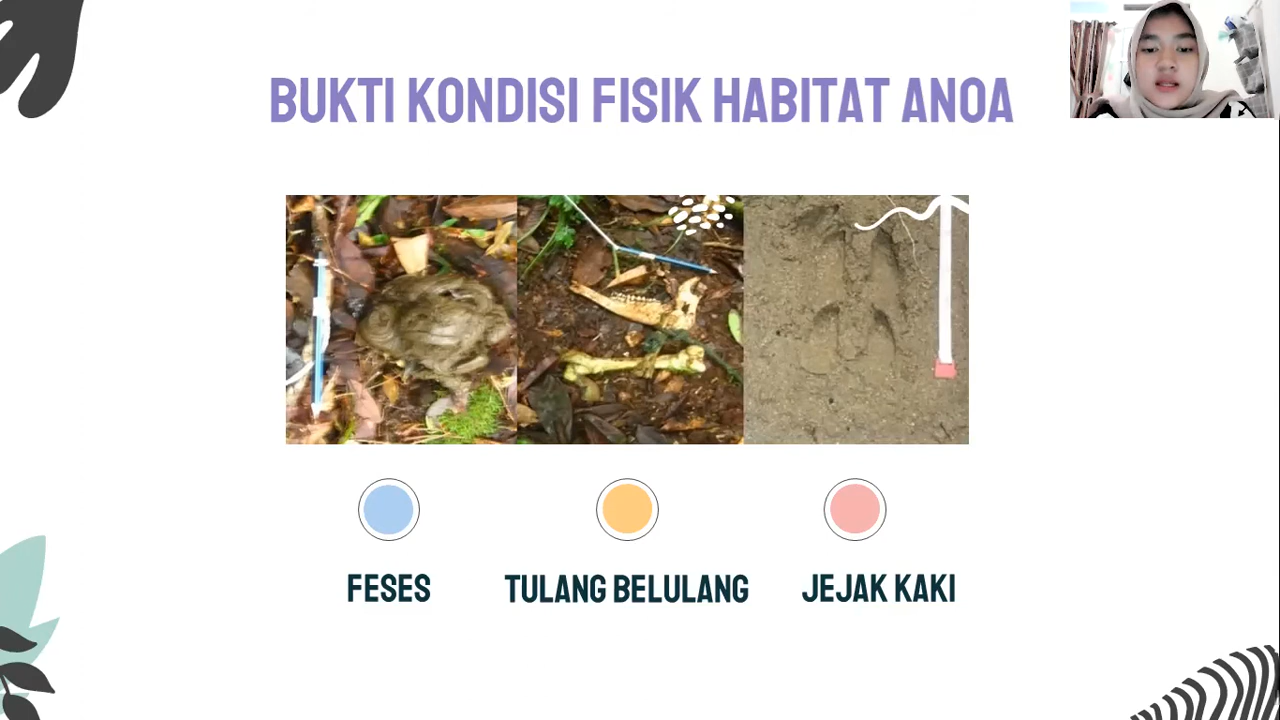 BUKTI KONDISI FISIK HABITAT ANOA
FESES
TULANG BELULANG
JEJAK KAKI